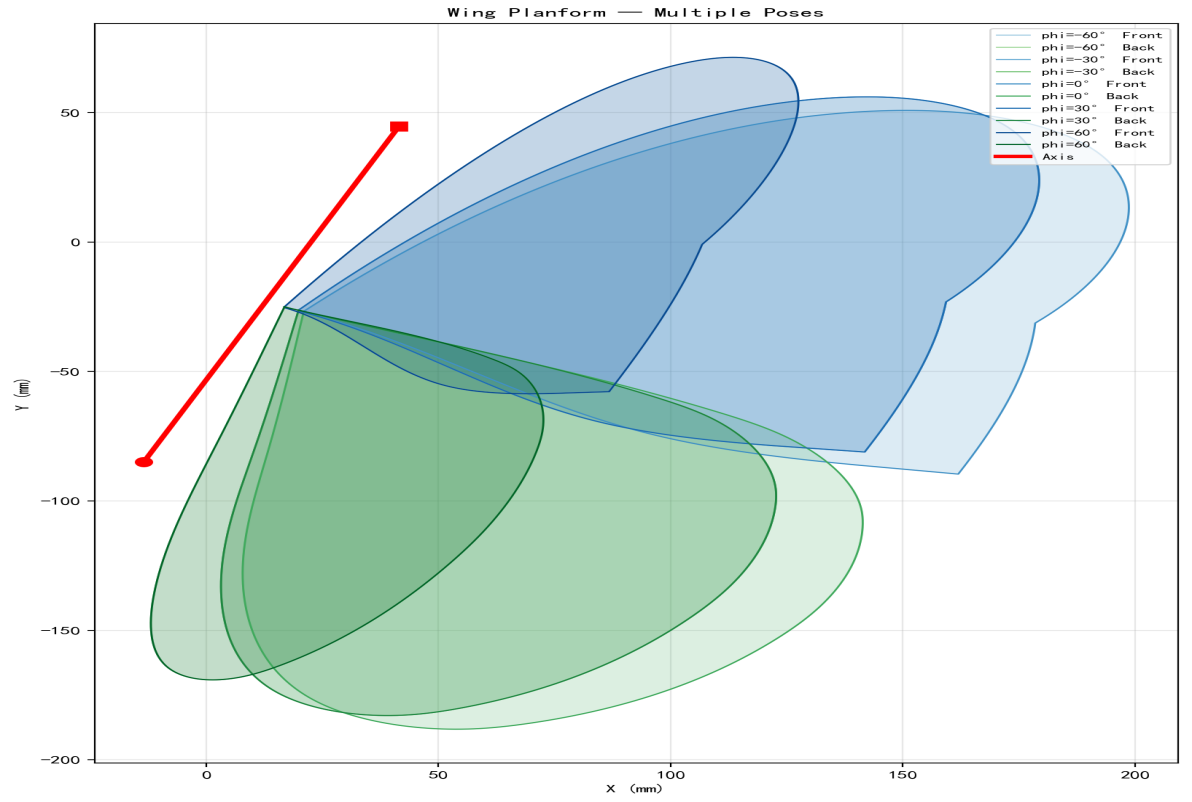 Wing Planform — Multiple Poses
phi=−60° Front
phi=−60° Back
phi=−30° Front
phi=−30° Back
phi=0° Front
phi=0° Back
phi=30° Front
phi=30° Back
phi=60° Front
phi=60° Back
Axis
50
0
−50
−100
−150
−200
Y (mm)
0 50 100 150 200
X (mm)